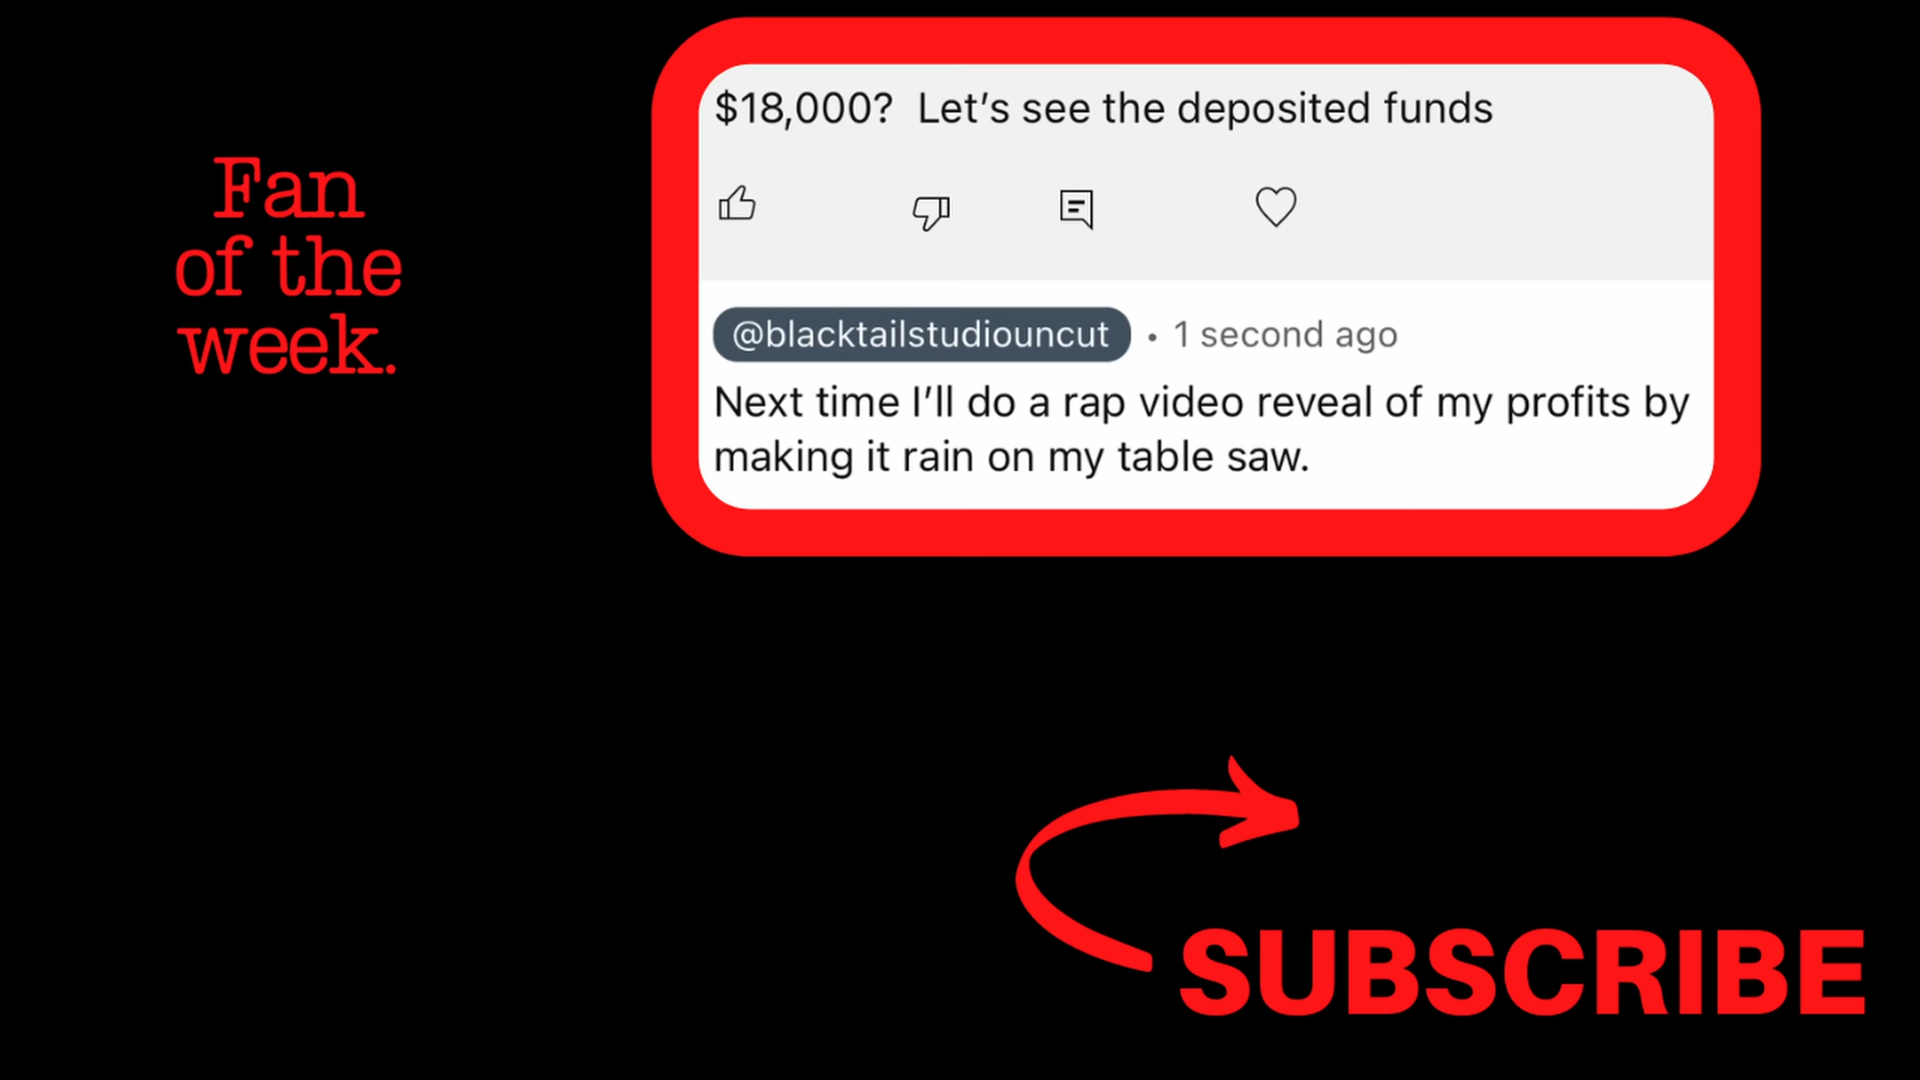 Fan
of the
week.
$18,000?  Let’s see the deposited funds
@blacktailstudiouncut • 1 second ago
Next time I’ll do a rap video reveal of my profits by
making it rain on my table saw.
SUBSCRIBE